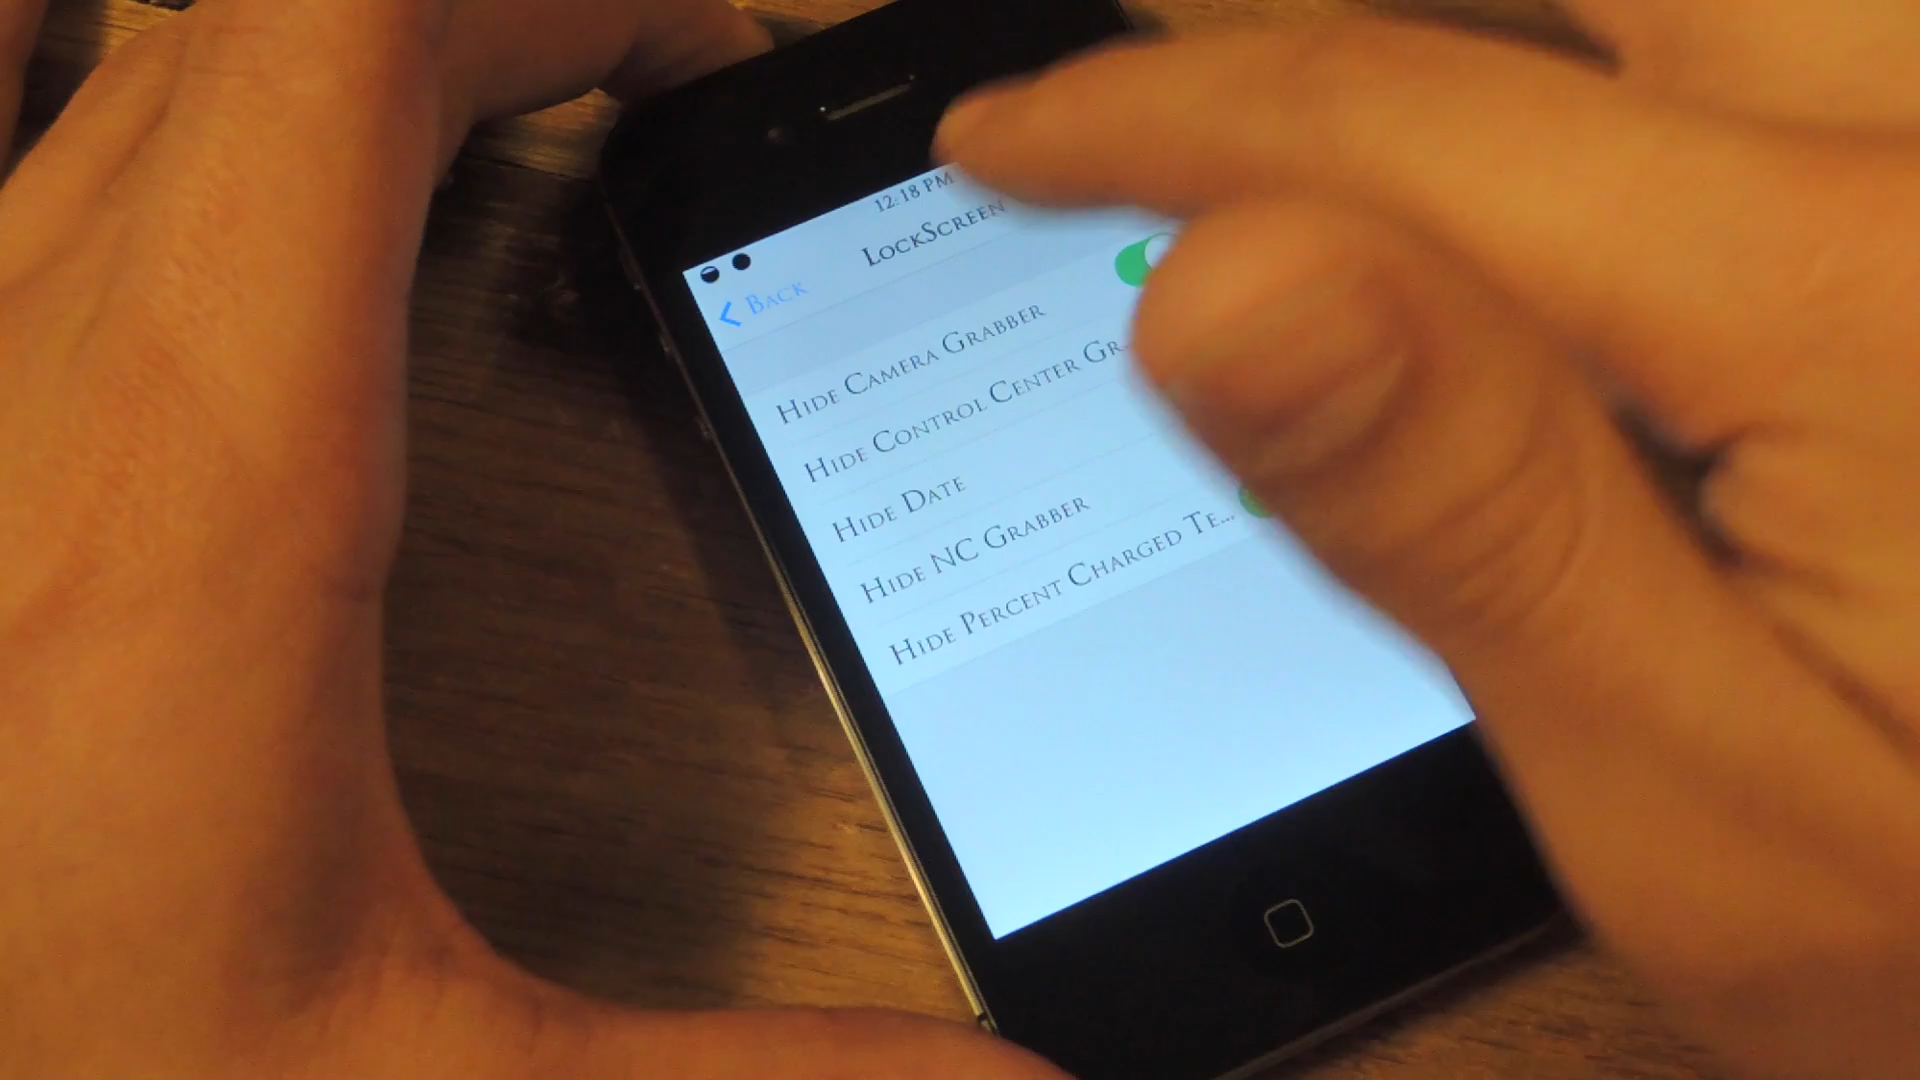 12:18 PM
Back
LockScreen
Hide Camera Grabber
Hide Control Center Gr
Hide Date
Hide NC Grabber
Hide Percent Charged Te...